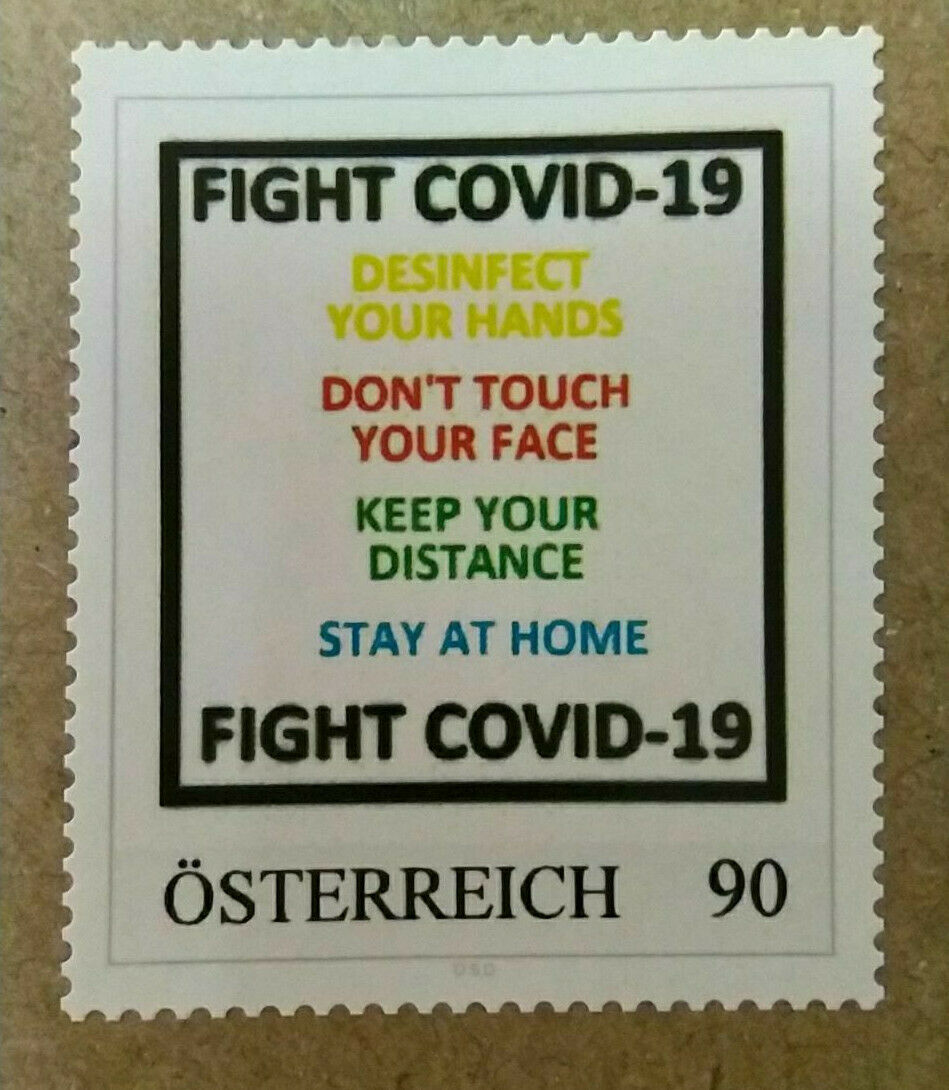 FIGHT COVID-19
DESINFECT
YOUR HANDS
DON'T TOUCH
YOUR FACE
KEEP YOUR
DISTANCE
STAY AT HOME
FIGHT COVID-19
ÖSTERREICH 90